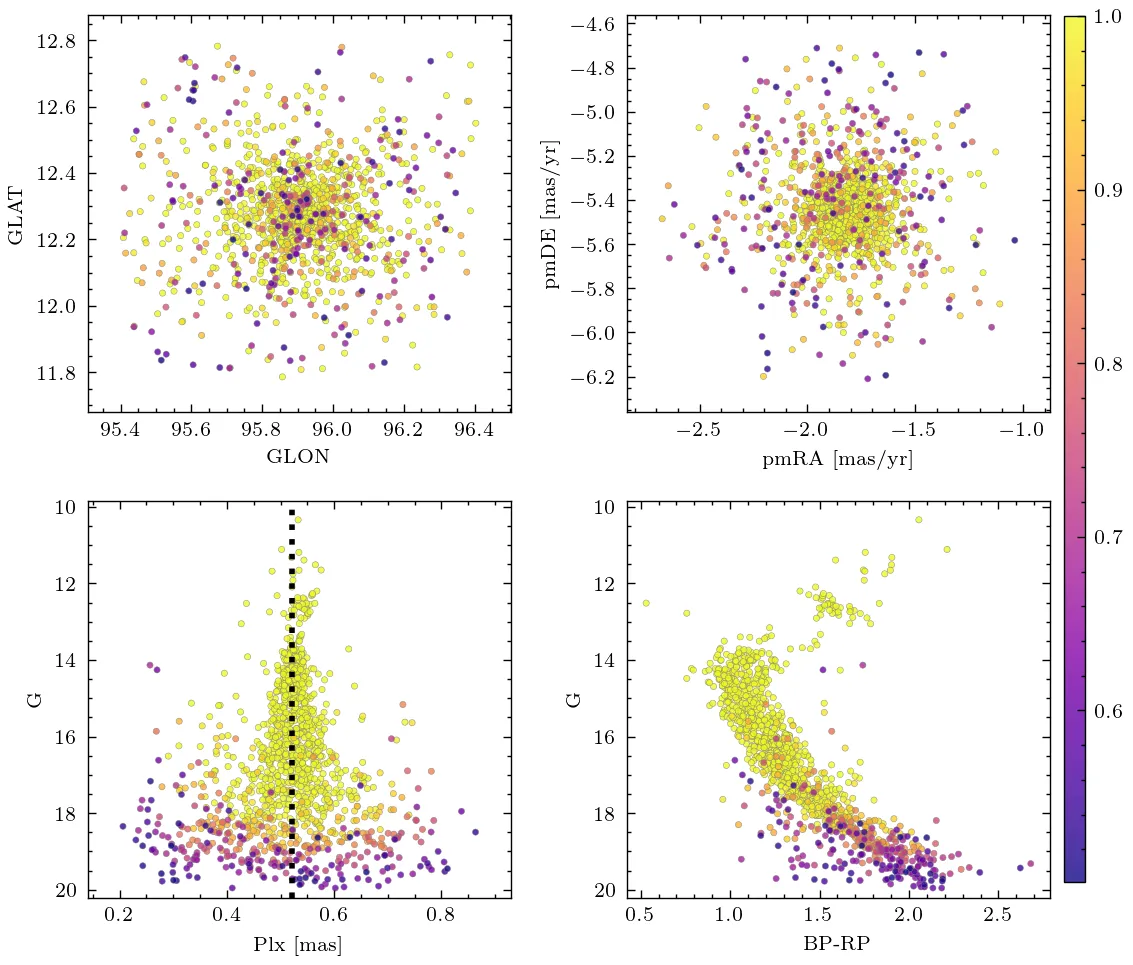 12.8
12.6
12.4
12.2
12.0
11.8
GLAT
95.4 95.6 95.8 96.0 96.2 96.4
GLON
−4.6
−4.8
−5.0
−5.2
−5.4
−5.6
−5.8
−6.0
−6.2
pmDE [mas/yr]
−2.5 −2.0 −1.5 −1.0
pmRA [mas/yr]
1.0
0.9
0.8
0.7
0.6
10
12
14
16
18
20
G
0.2 0.4 0.6 0.8
Plx [mas]
10
12
14
16
18
20
G
0.5 1.0 1.5 2.0 2.5
BP-RP